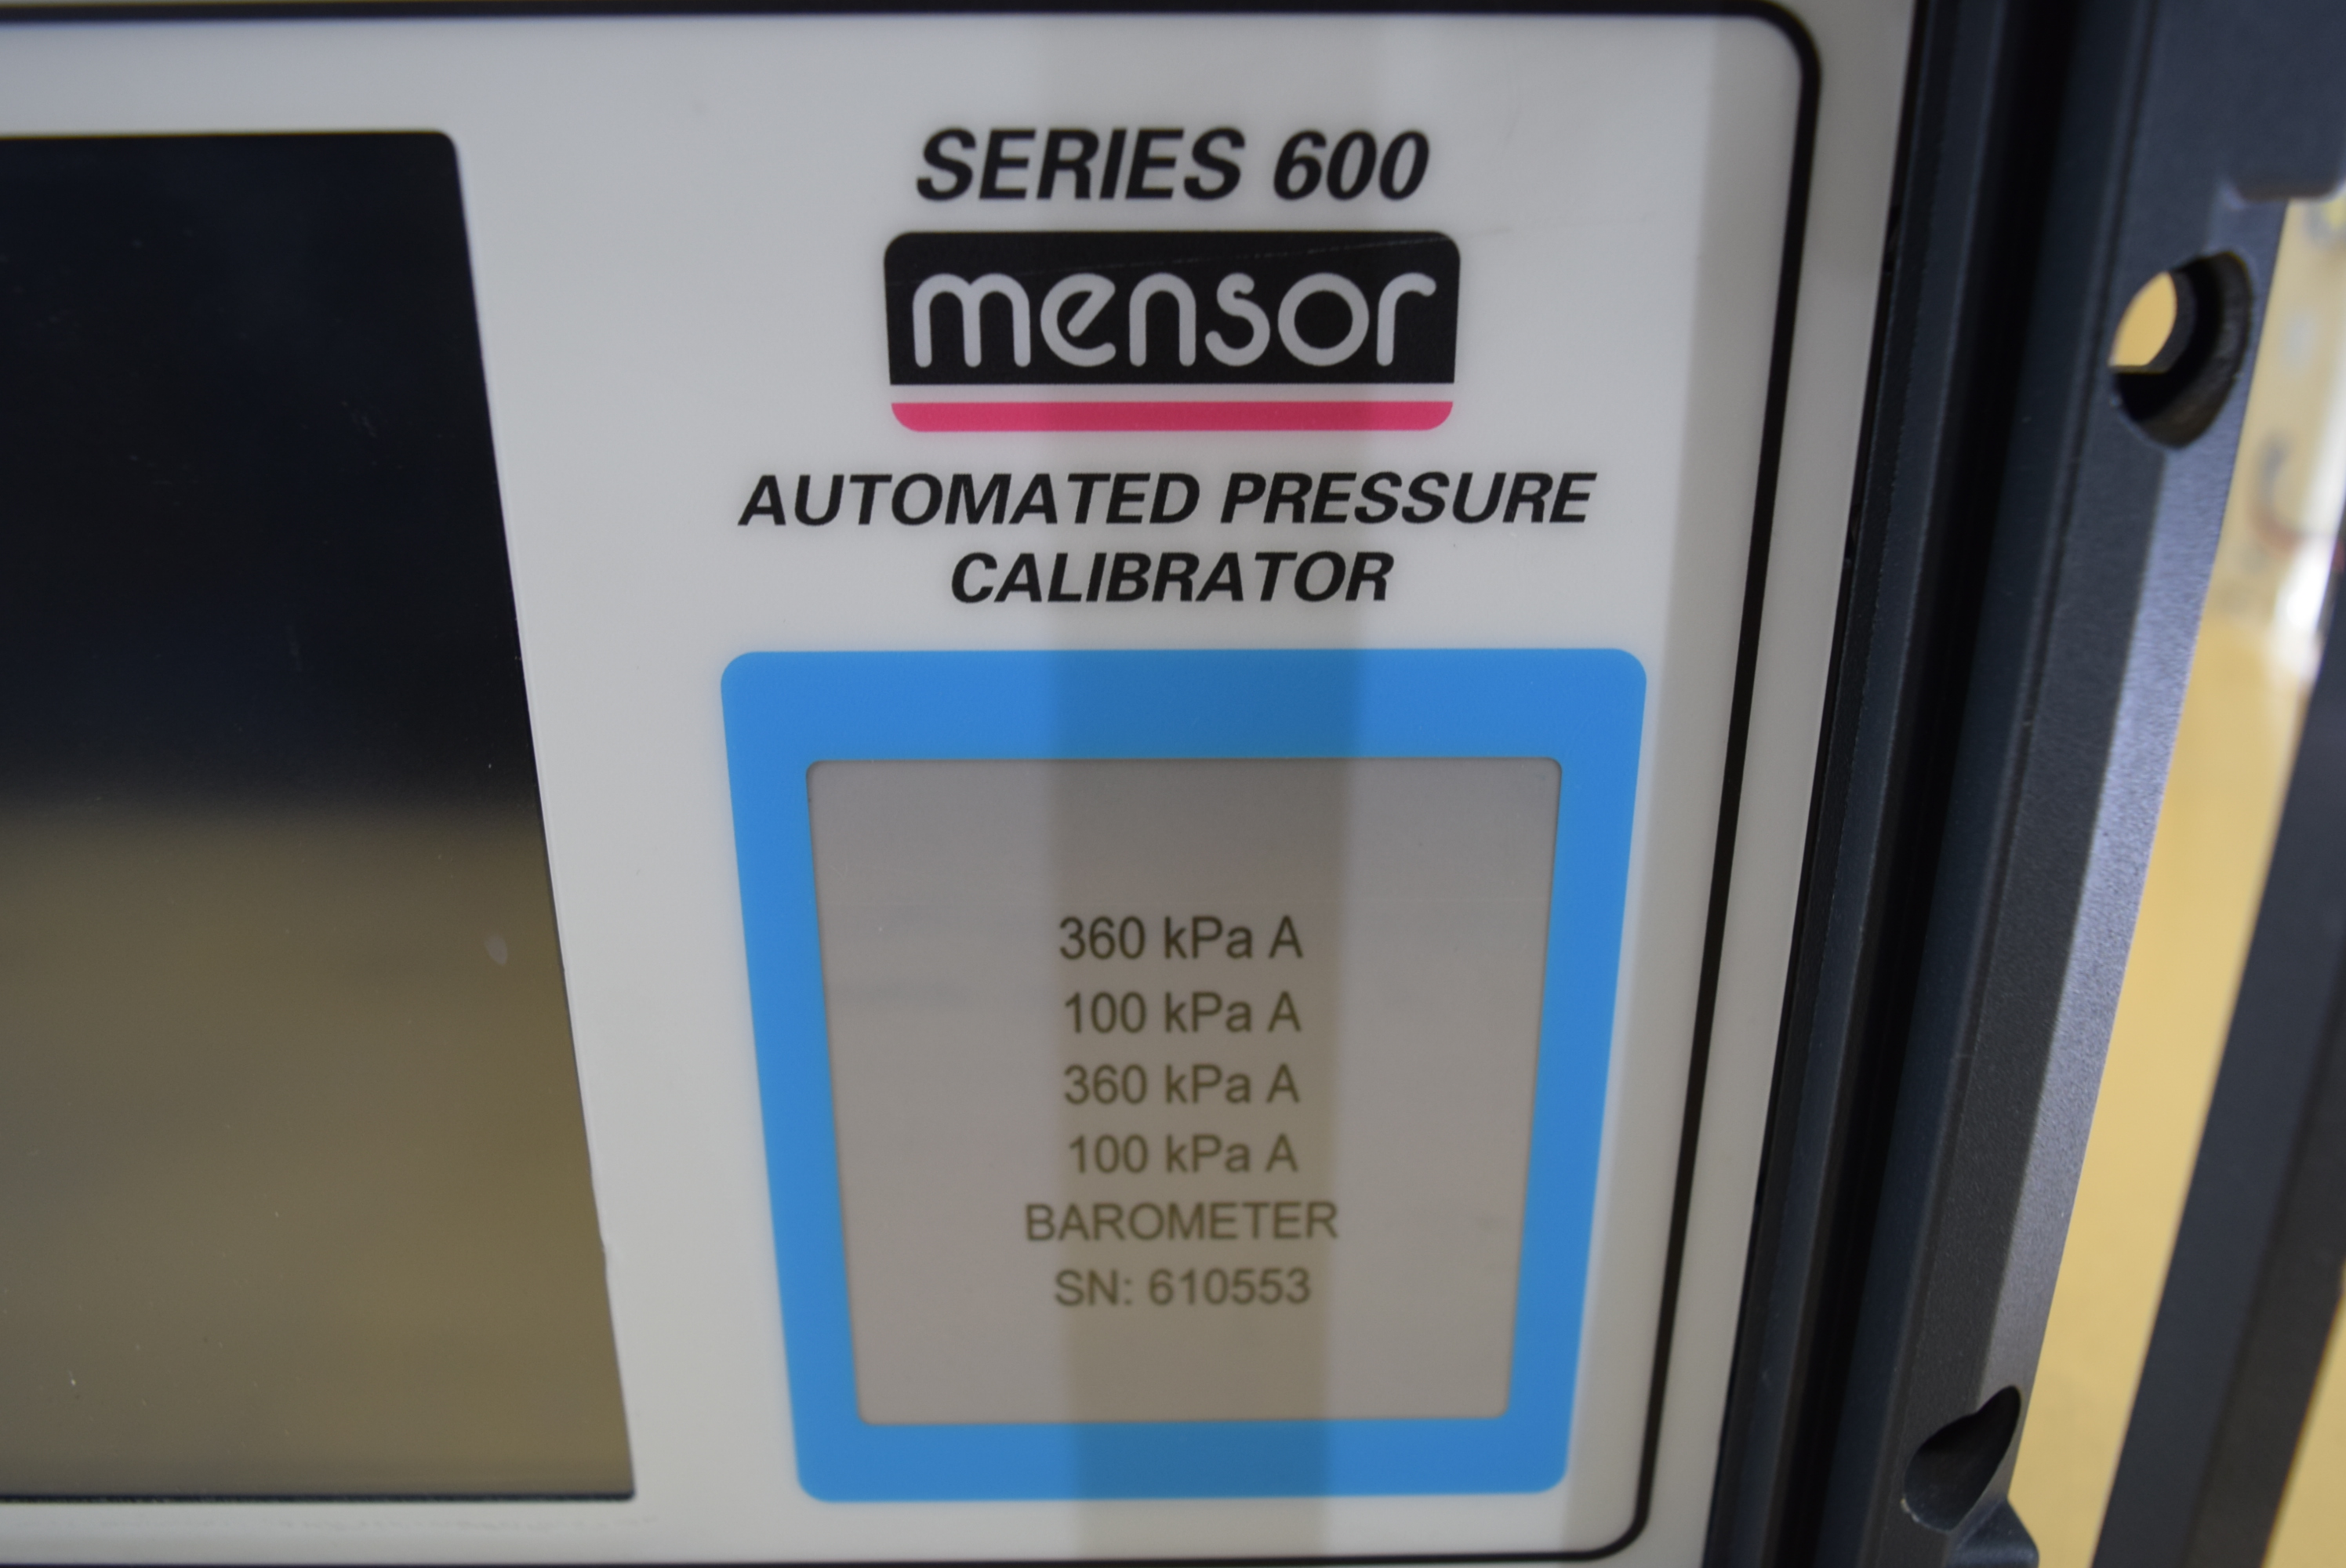 SERIES 600
mensor
AUTOMATED PRESSURE
CALIBRATOR
360 kPa A
100 kPa A
360 kPa A
100 kPa A
BAROMETER
SN: 610553